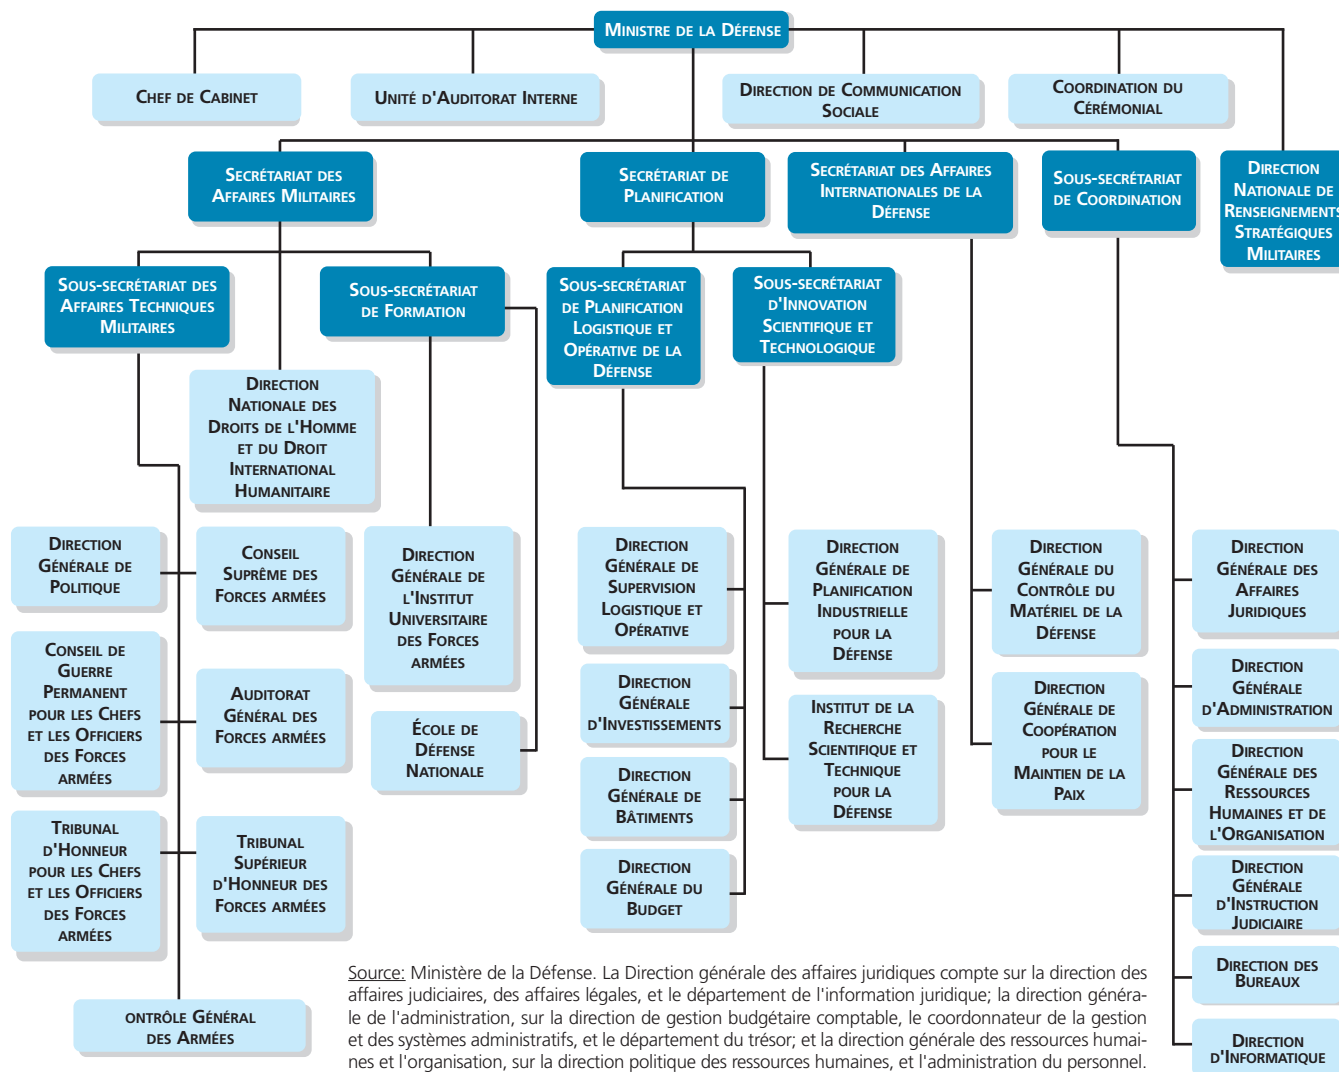 Ministre de la Défense
Chef de Cabinet
Unité d'Auditorat Interne
Direction de Communication
Sociale
Coordination du
Cérémonial
Secrétariat des
Affaires Militaires
Secrétariat de
Planification
Secrétariat des Affaires
Internationales de la
Défense
Sous-secrétariat
de Coordination
Direction
Nationale de
Renseignements
Stratégiques
Militaires
Sous-secrétariat des
Affaires Techniques
Militaires
Sous-secrétariat
de Formation
Sous-secrétariat
de Planification
Logistique et
Opérative de la
Défense
Sous-secrétariat
d'Innovation
Scientifique et
Technologique
Direction
Nationale des
Droits de l'Homme
et du Droit
International
Humanitaire
Direction
Générale de
Politique
Conseil
Suprême des
Forces armées
Direction
Générale de
l'Institut
Universitaire
des Forces
armées
Direction
Générale de
Supervision
Logistique et
Opérative
Direction
Générale de
Planification
Industrielle
pour la
Défense
Direction
Générale du
Contrôle du
Matériel de la
Défense
Direction
Générale des
Affaires
Juridiques
Conseil de
Guerre
Permanent
pour les Chefs
et les Officiers
des Forces
armées
Auditorat
Général des
Forces armées
École de
Défense
Nationale
Direction
Générale
d'Investissements
Institut de la
Recherche
Scientifique et
Technique
pour la
Défense
Direction
Générale de
Coopération
pour le
Maintien de la
Paix
Direction
Générale
d'Administration
Direction
Générale de
Bâtiments
Direction
Générale des
Ressources
Humaines et de
l'Organisation
Tribunal
d'Honneur
pour les Chefs
et les Officiers
des Forces
armées
Tribunal
Supérieur
d'Honneur des
Forces armées
Direction
Générale du
Budget
Direction
Générale
d'Instruction
Judiciaire
Direction des
Bureaux
Direction
d'Informatique
ontrôle Général
des Armées
Source: Ministère de la Défense. La Direction générale des affaires juridiques compte sur la direction des
affaires judiciaires, des affaires légales, et le département de l'information juridique; la direction généra-
le de l'administration, sur la direction de gestion budgétaire comptable, le coordonnateur de la gestion
et des systèmes administratifs, et le département du trésor; et la direction générale des ressources humai-
nes et l'organisation, sur la direction politique des ressources humaines, et l'administration du personnel.